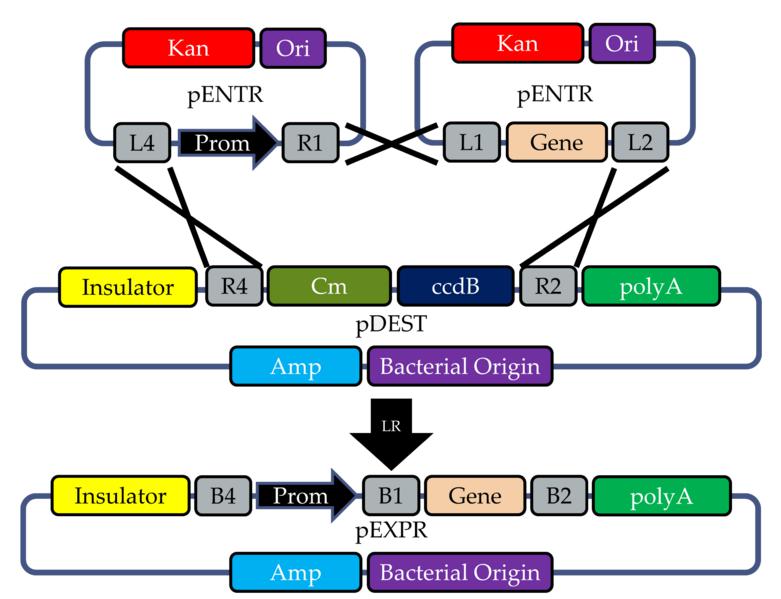 Kan Ori
Kan Ori
pENTR
pENTR
L4 Prom R1
L1 Gene L2
Insulator R4 Cm ccdB R2 polyA
pDEST
Amp Bacterial Origin
LR
Insulator B4 Prom B1 Gene B2 polyA
pEXPR
Amp Bacterial Origin